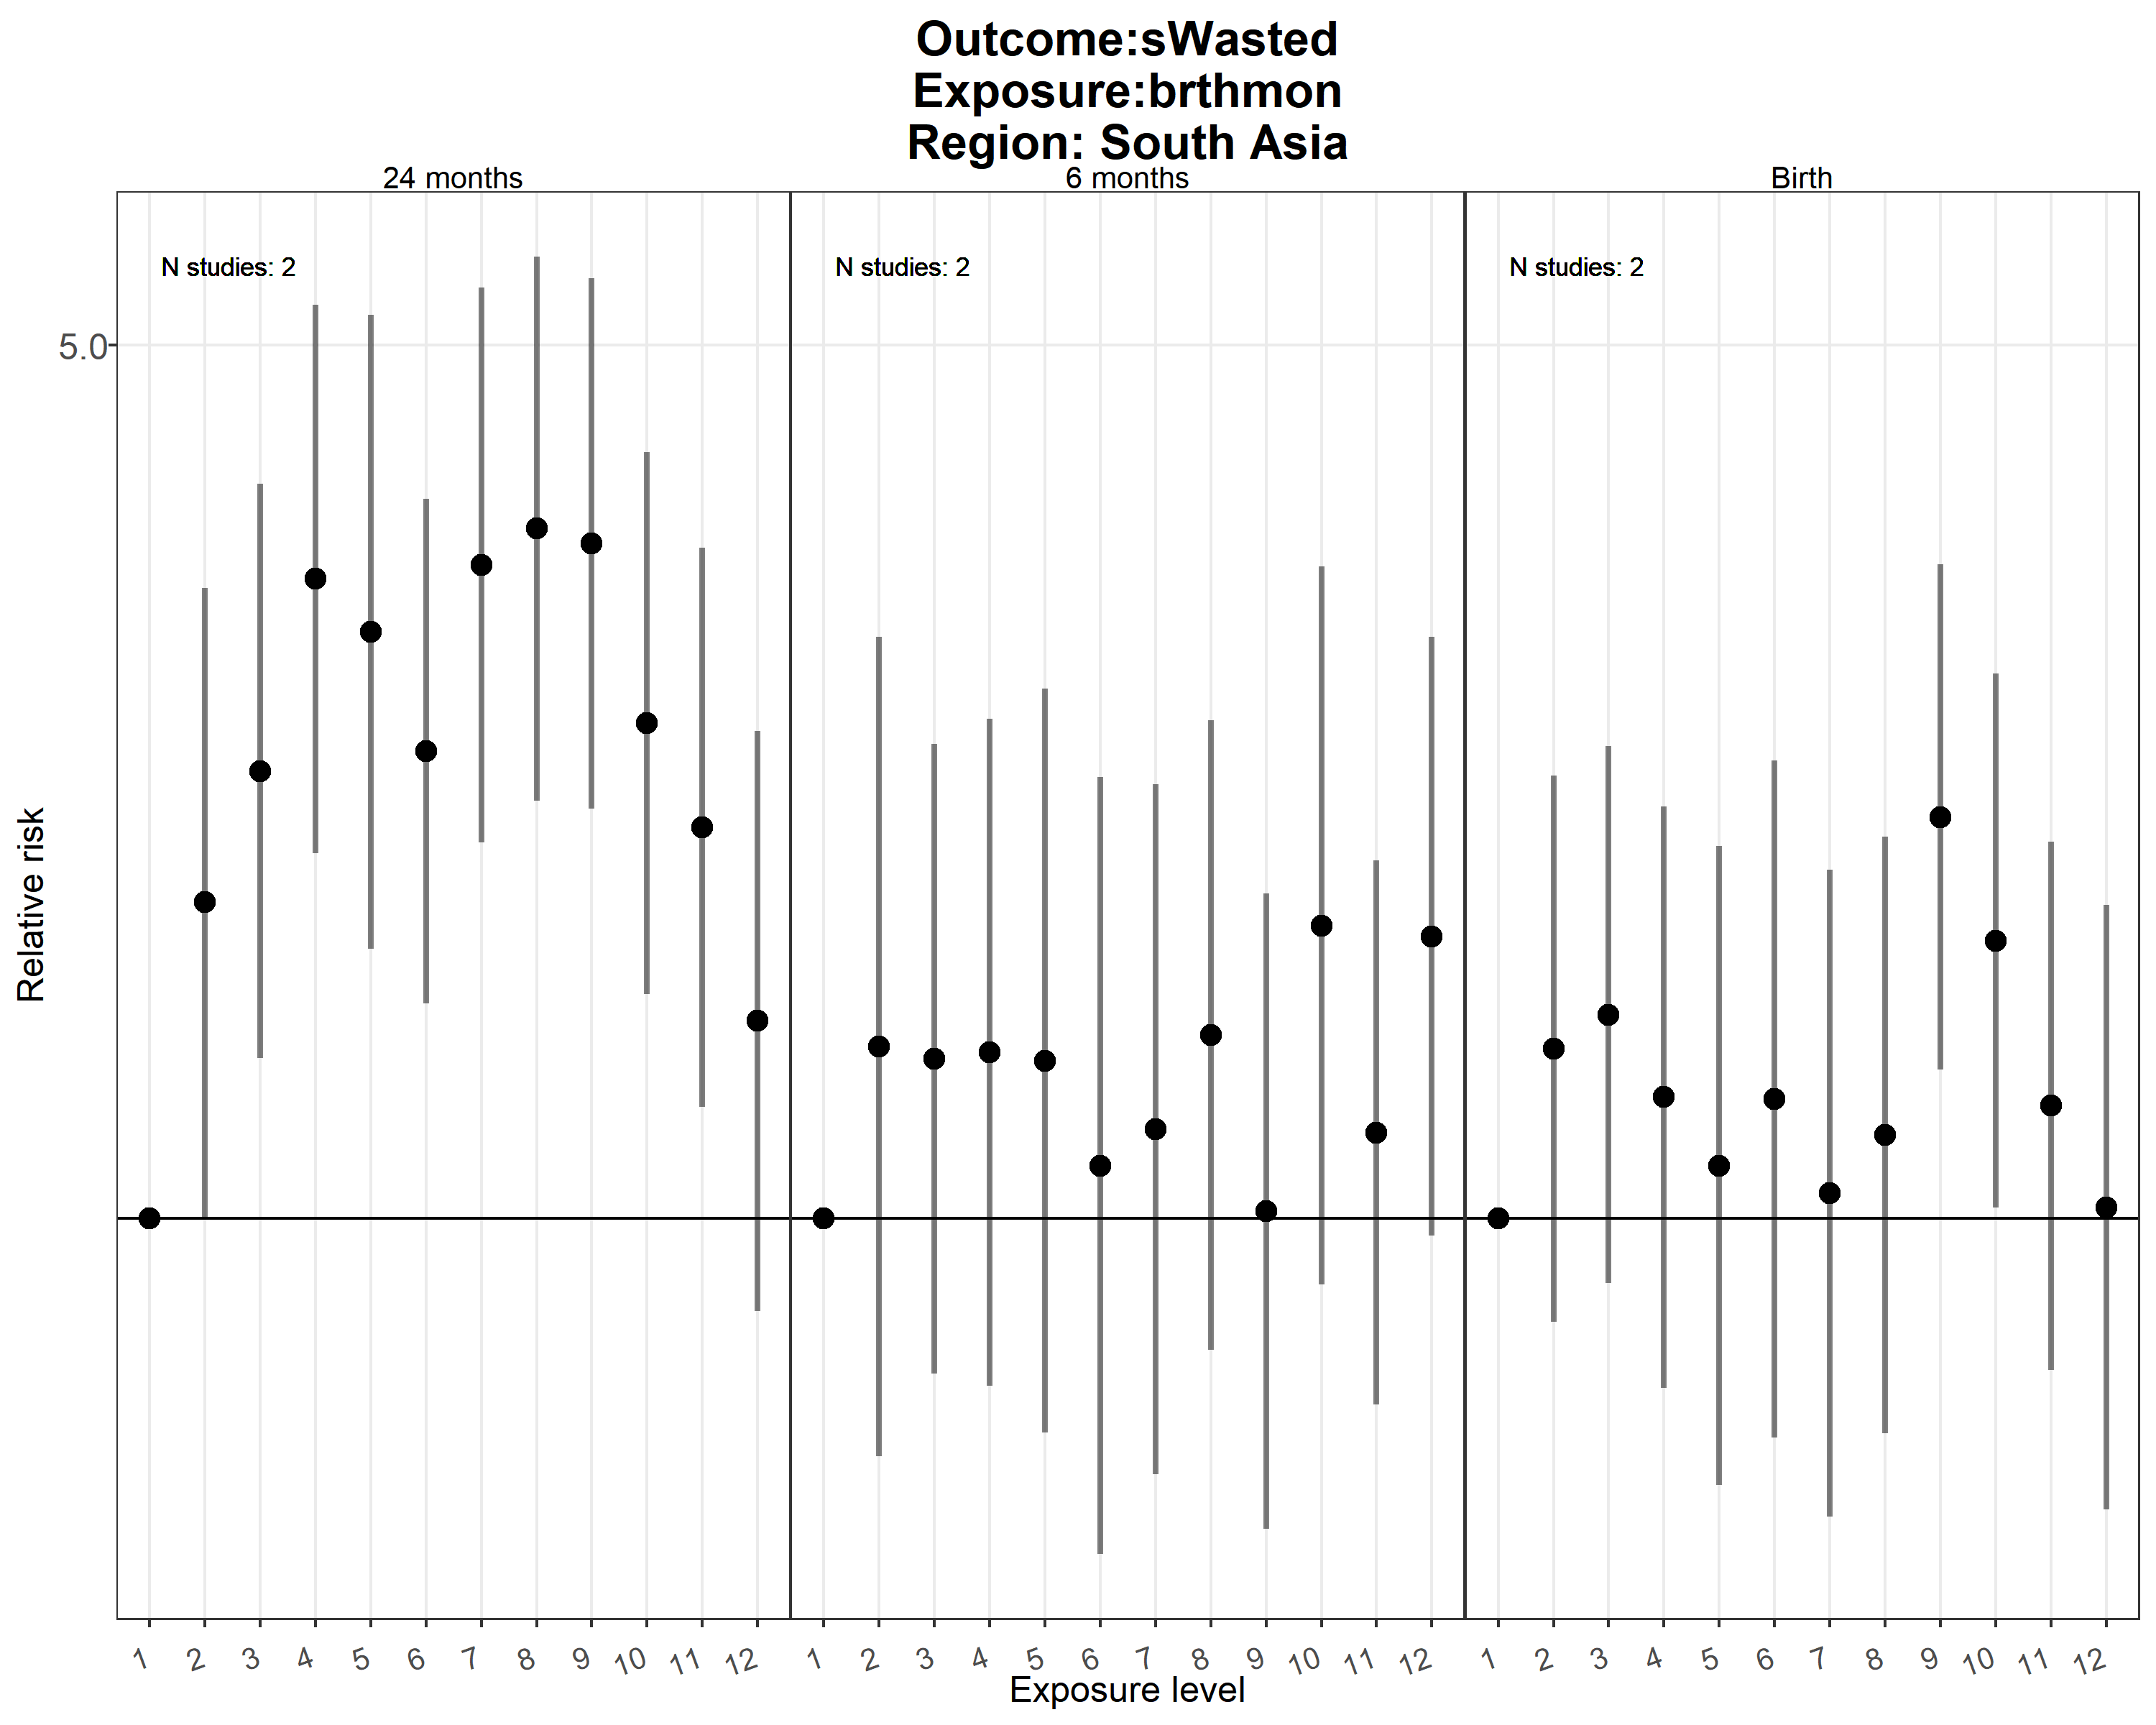 Outcome:sWasted
Exposure:brthmon
Region: South Asia
24 months 6 months Birth
N studies: 2 N studies: 2 N studies: 2
5.0
Relative risk
1 2 3 4 5 6 7 8 9 10 11 12 1 2 3 4 5 6 7 8 9 10 11 12 1 2 3 4 5 6 7 8 9 10 11 12
Exposure level